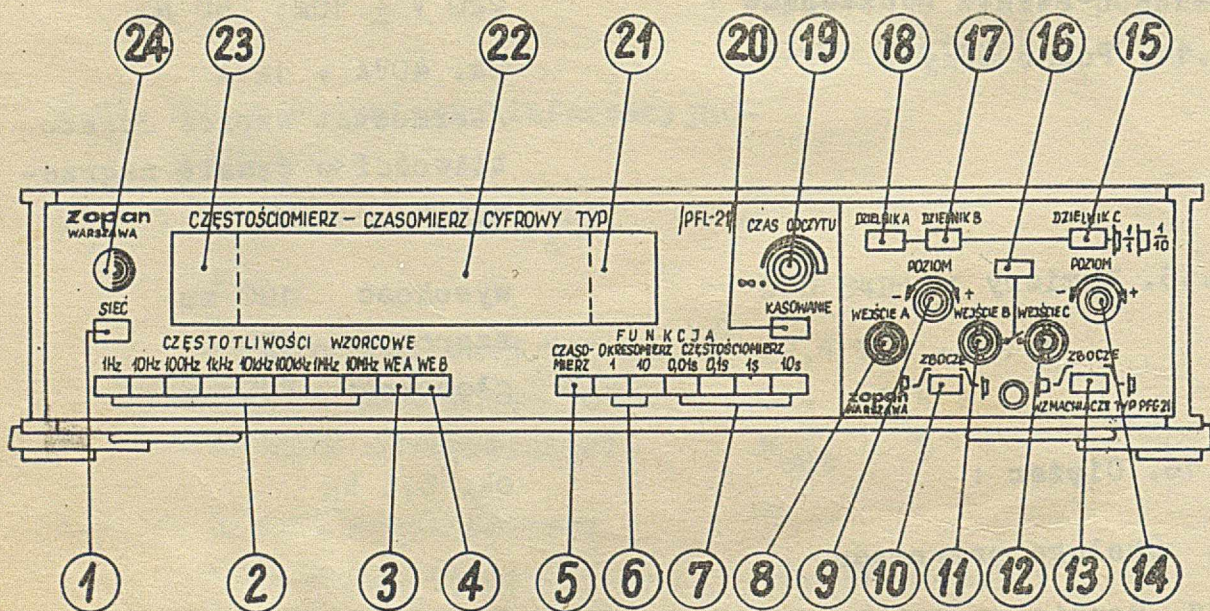 24 23 22 21 20 19 18 17 16 15
zopan
WARSZAWA
CZĘSTOŚCIOMIERZ – CZASOMIERZ CYFROWY TYP /PFL-21/
CZAS ODCZYTU
∞
SIEĆ
KASOWANIE
CZĘSTOTLIWOŚCI WZORCOWE
1Hz 10Hz 100Hz 1kHz 10kHz 100kHz 1MHz 10MHz WE A WE B
FUNKCJA
CZASO- OKRESOMIERZ CZĘSTOŚCIOMIERZ
MIERZ 1 10 0,01s 0,1s 1s 10s
DZIELNIK A DZIELNIK B DZIELNIK C
1/1 1/10
POZIOM POZIOM
- + - +
WEJŚCIE A WEJŚCIE B WEJŚCIE C
ZBOCZE ZBOCZE
zopan
WARSZAWA
WZMACNIACZE TYP PFG-21
1 2 3 4 5 6 7 8 9 10 11 12 13 14